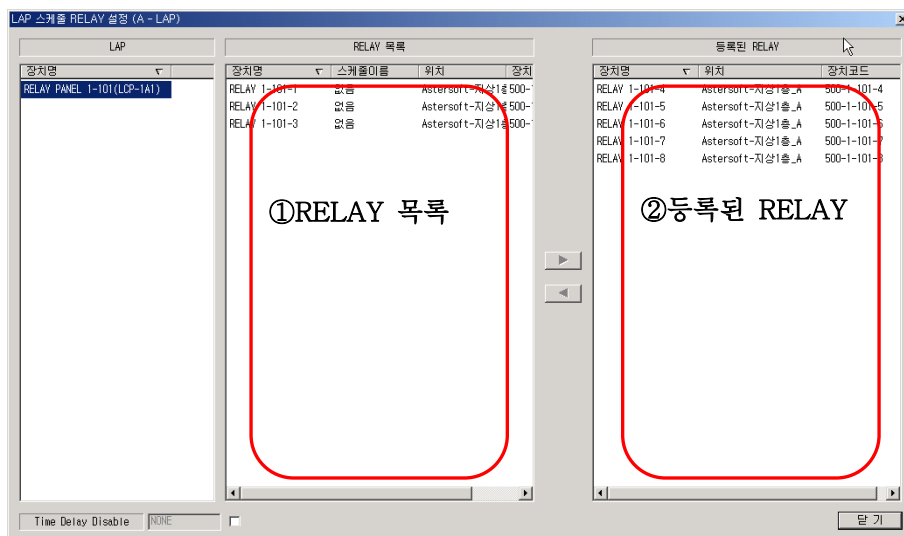 LAP 스케줄 RELAY 설정 (A - LAP)
LAP
RELAY 목록
등록된 RELAY
장치명
장치명 스케줄이름 위치 장치
장치명 위치 장치코드
RELAY PANEL 1-101(LCP-1A1)
RELAY 1-101-1 없음 Astersoft-지상1층 500-
RELAY 1-101-2 없음 Astersoft-지상1층 500-
RELAY 1-101-3 없음 Astersoft-지상1층 500-
RELAY 1-101-4 Astersoft-지상1층_A 500-1-101-4
RELAY 1-101-5 Astersoft-지상1층_A 500-1-101-5
RELAY 1-101-6 Astersoft-지상1층_A 500-1-101-6
RELAY 1-101-7 Astersoft-지상1층_A 500-1-101-7
RELAY 1-101-8 Astersoft-지상1층_A 500-1-101-8
①RELAY 목록
②등록된 RELAY
Time Delay Disable NONE
닫 기